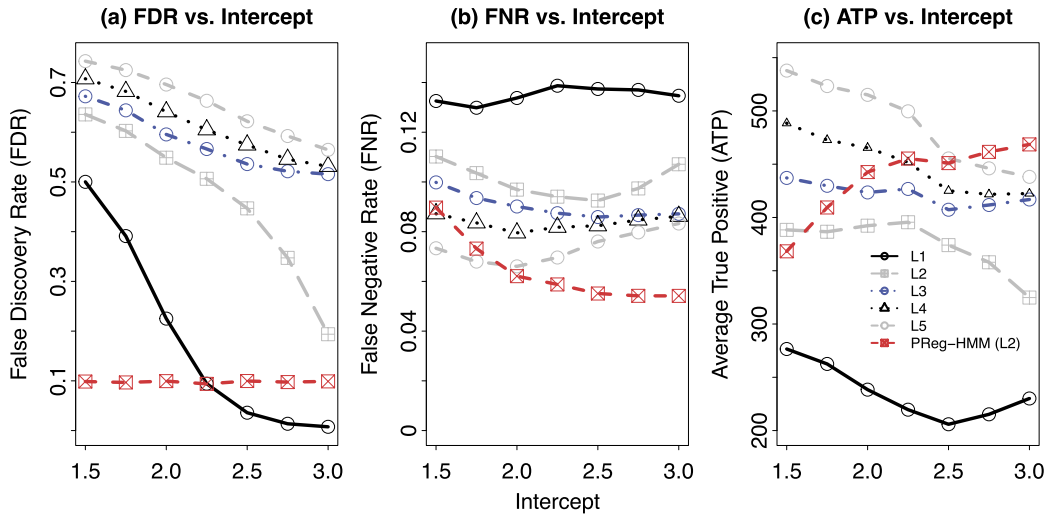 (a) FDR vs. Intercept
(b) FNR vs. Intercept
(c) ATP vs. Intercept
False Discovery Rate (FDR)
0.7
0.5
0.3
0.1
1.5 2.0 2.5 3.0
False Negative Rate (FNR)
0.12
0.08
0.04
0
1.5 2.0 2.5 3.0
Intercept
Average True Positive (ATP)
500
400
300
200
1.5 2.0 2.5 3.0
L1
L2
L3
L4
L5
PReg−HMM (L2)